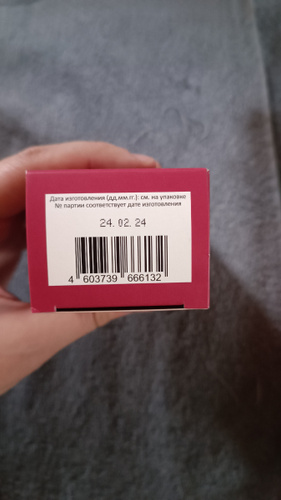 Дата изготовления (дд.мм.гг.): см. на упаковке
№ партии соответствует дате изготовления
24. 02. 24
4 603739 666132